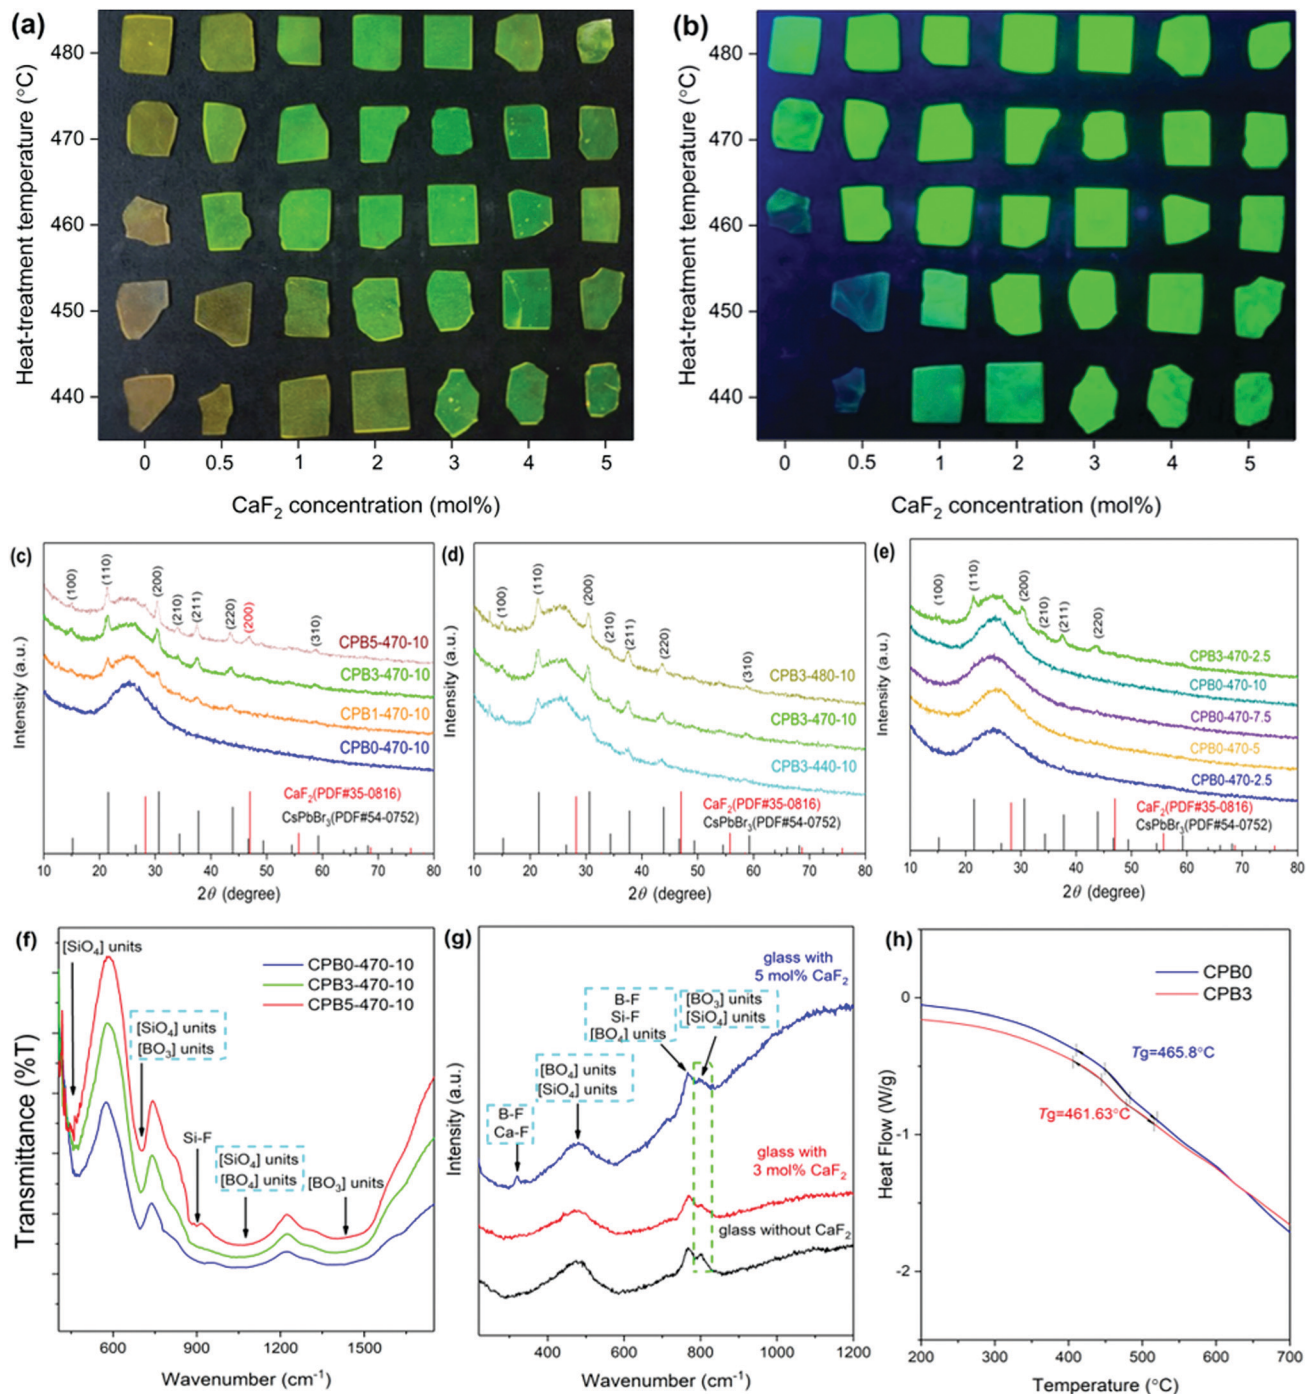 (a)
Heat-treatment temperature (°C)
480
470
460
450
440
0 0.5 1 2 3 4 5
CaF₂ concentration (mol%)
(b)
Heat-treatment temperature (°C)
480
470
460
450
440
0 0.5 1 2 3 4 5
CaF₂ concentration (mol%)
(c)
Intensity (a.u.)
(100) (110) (200) (210) (211) (220) (200) (310)
CPB5-470-10
CPB3-470-10
CPB1-470-10
CPB0-470-10
CaF₂(PDF#35-0816)
CsPbBr₃(PDF#54-0752)
10 20 30 40 50 60 70 80
2θ (degree)
(d)
Intensity (a.u.)
(100) (110) (200) (210) (211) (220) (310)
CPB3-480-10
CPB3-470-10
CPB3-440-10
CaF₂(PDF#35-0816)
CsPbBr₃(PDF#54-0752)
10 20 30 40 50 60 70 80
2θ (degree)
(e)
Intensity (a.u.)
(100) (110) (200) (210) (211) (220)
CPB3-470-2.5
CPB0-470-10
CPB0-470-7.5
CPB0-470-5
CPB0-470-2.5
CaF₂(PDF#35-0816)
CsPbBr₃(PDF#54-0752)
10 20 30 40 50 60 70 80
2θ (degree)
(f)
Transmittance (%T)
[SiO₄] units
CPB0-470-10
CPB3-470-10
CPB5-470-10
[SiO₄] units
[BO₃] units
Si-F
[SiO₄] units
[BO₄] units
[BO₃] units
600 900 1200 1500
Wavenumber (cm⁻¹)
(g)
Intensity (a.u.)
glass with
5 mol% CaF₂
B-F
Si-F
[BO₄] units
[BO₃] units
[SiO₄] units
[BO₄] units
[SiO₄] units
B-F
Ca-F
glass with
3 mol% CaF₂
glass without CaF₂
400 600 800 1000 1200
Wavenumber (cm⁻¹)
(h)
Heat Flow (W/g)
CPB0
CPB3
Tg=465.8°C
Tg=461.63°C
0
-1
-2
200 300 400 500 600 700
Temperature (°C)